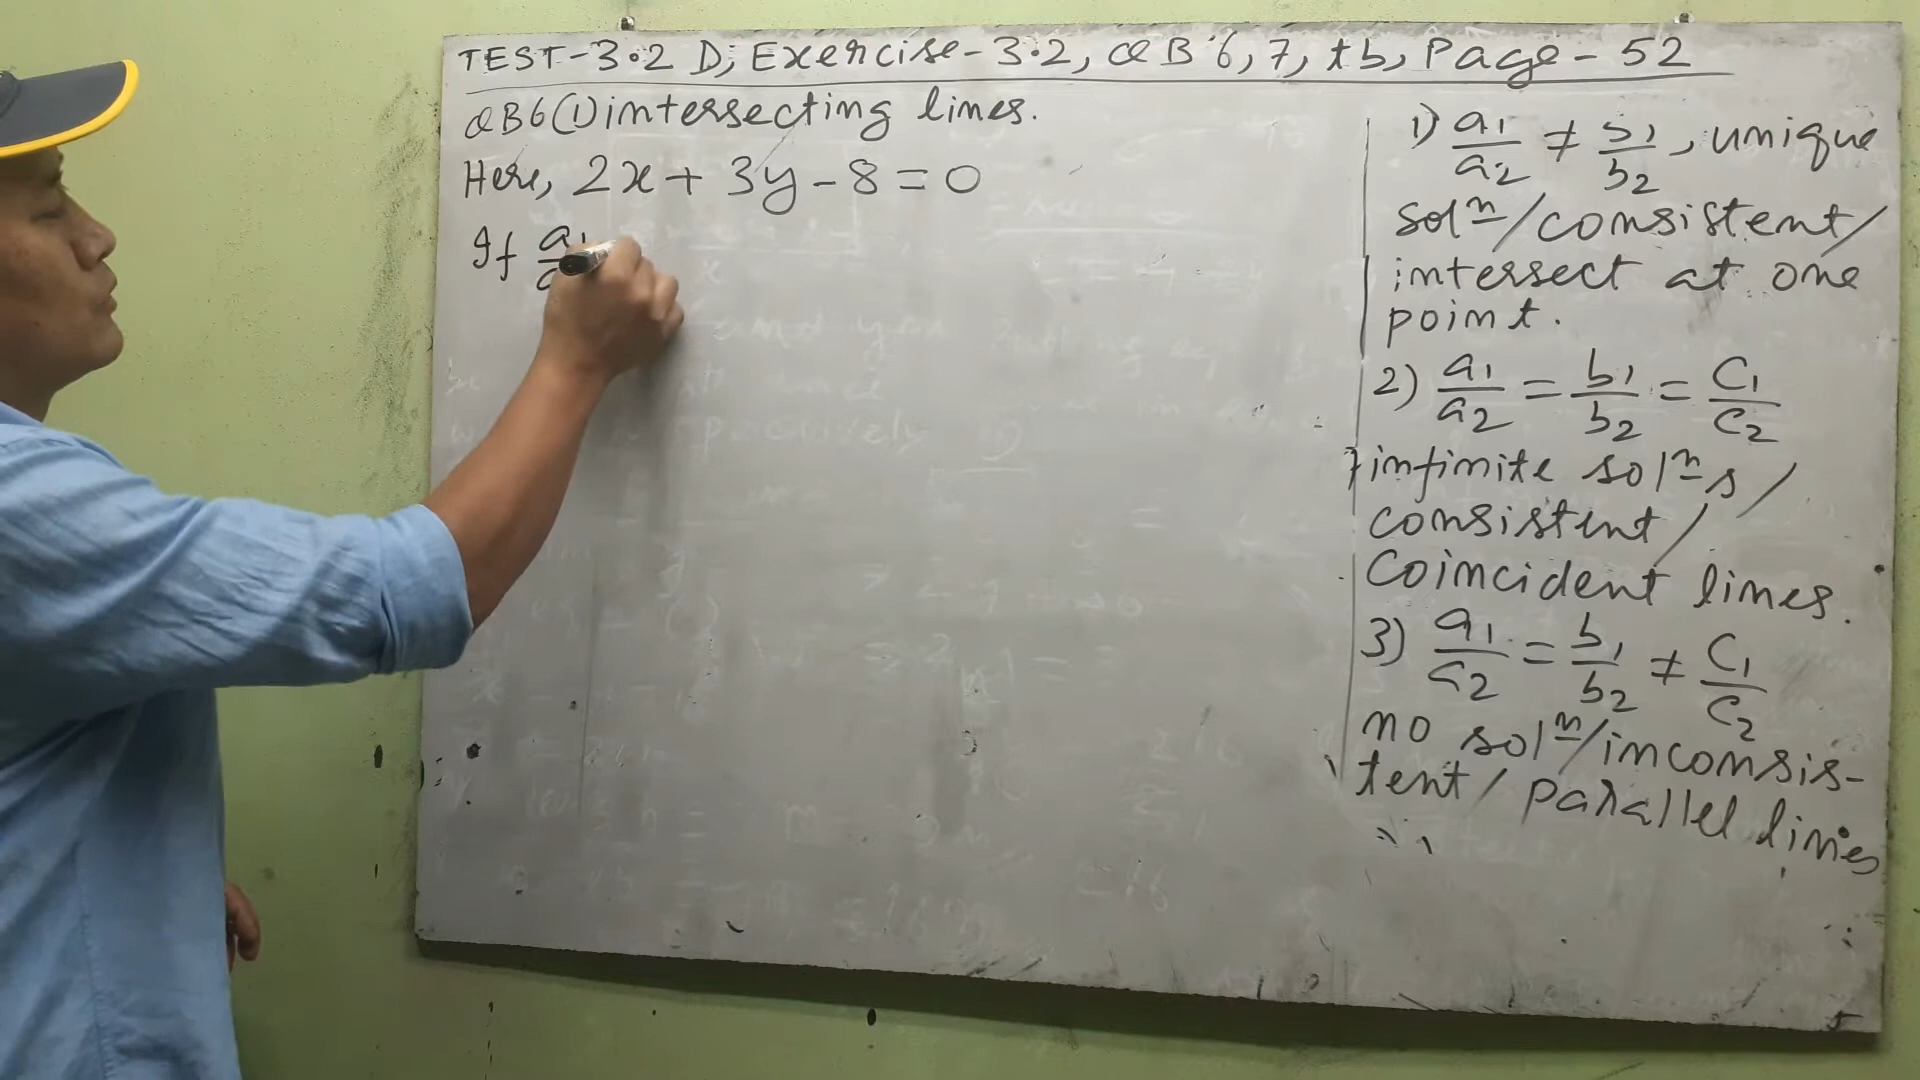 TEST-3.2 D; Exercise-3.2, QB 6, 7, tb, Page-52
QB6(1) intersecting lines.
Here, 2x + 3y - 8 = 0
If a₁/
1) a₁/a₂ ≠ b₁/b₂, unique
solⁿ/consistent/
intersect at one
point.
2) a₁/a₂ = b₁/b₂ = C₁/C₂
infinite solⁿs/
consistent/
Coincident lines.
3) a₁/a₂ = b₁/b₂ ≠ C₁/C₂
no solⁿ/inconsis-
tent/parallel lines